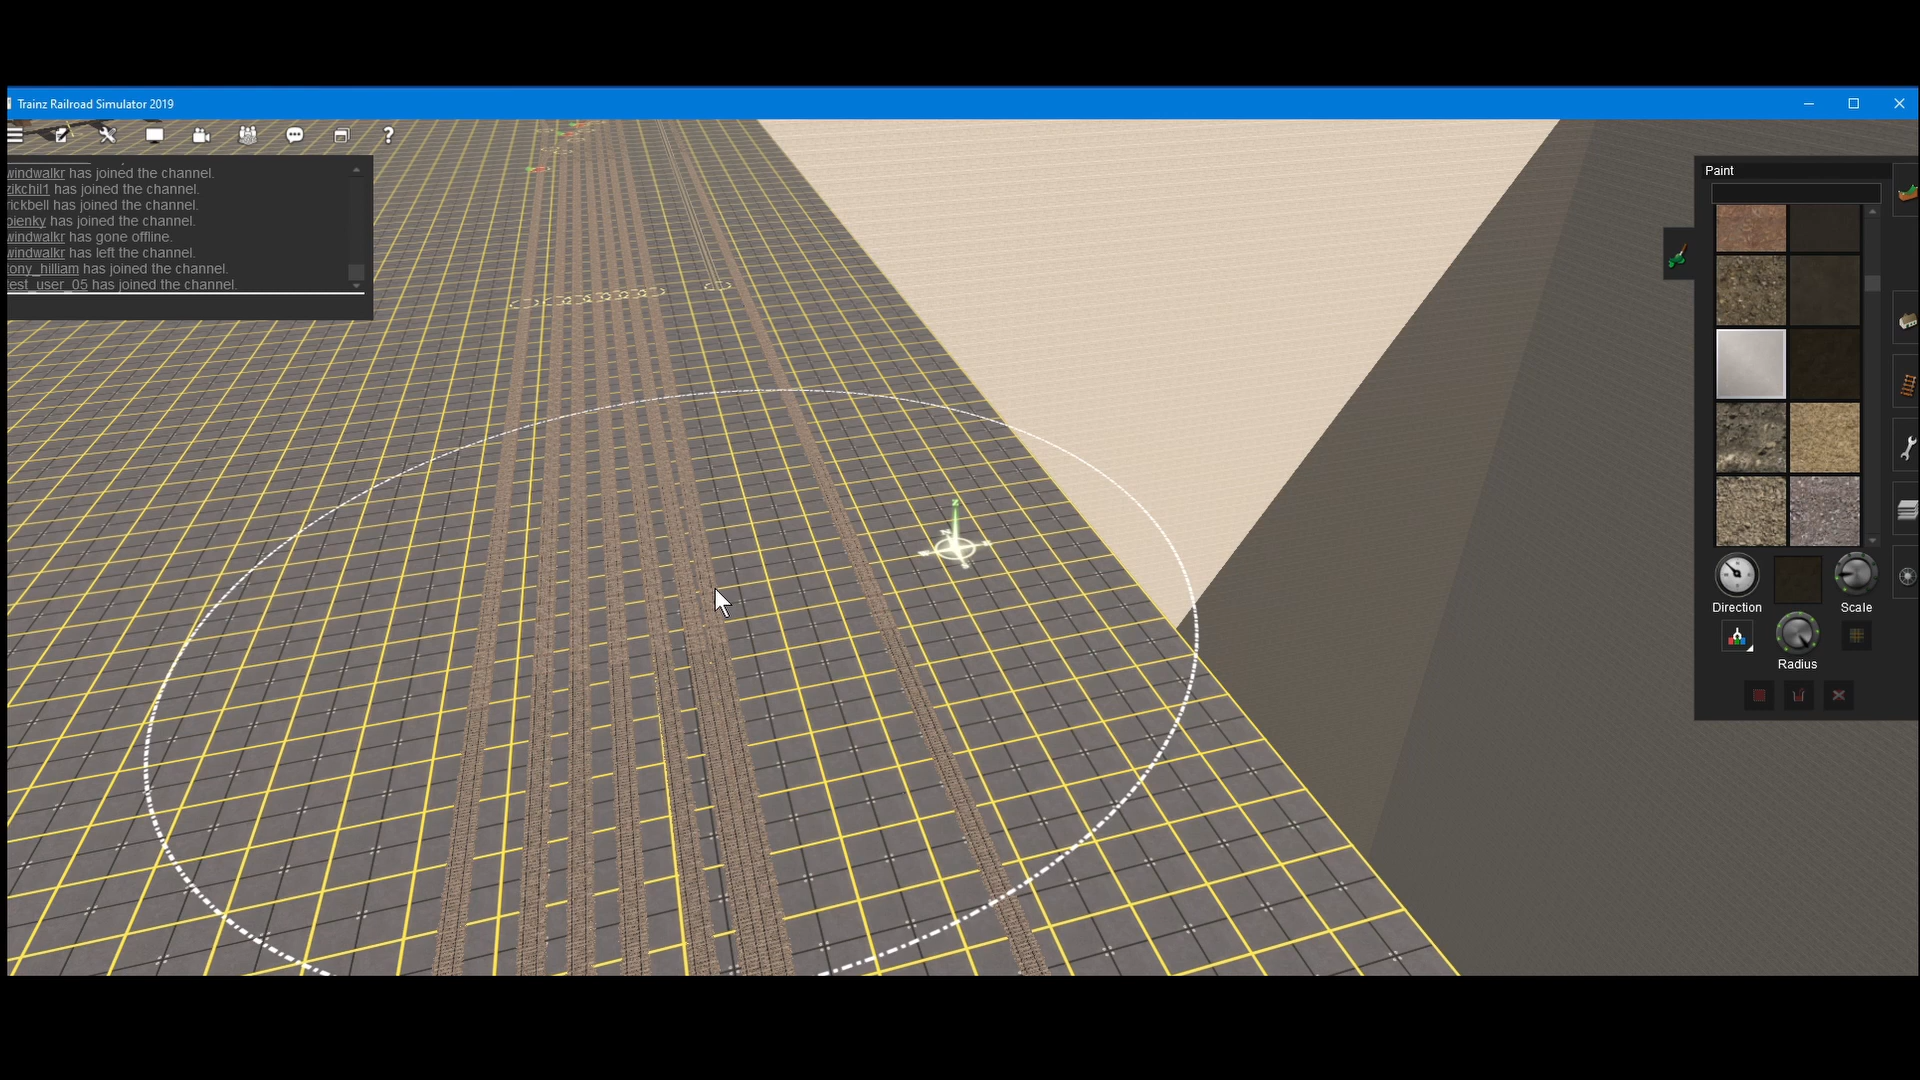 Trainz Railroad Simulator 2019
windwalkr has joined the channel.
zikchil1 has joined the channel.
rickbell has joined the channel.
pienky has joined the channel.
windwalkr has gone offline.
windwalkr has left the channel.
tony_hilliam has joined the channel.
test_user_05 has joined the channel.
Paint
Direction
Scale
Radius